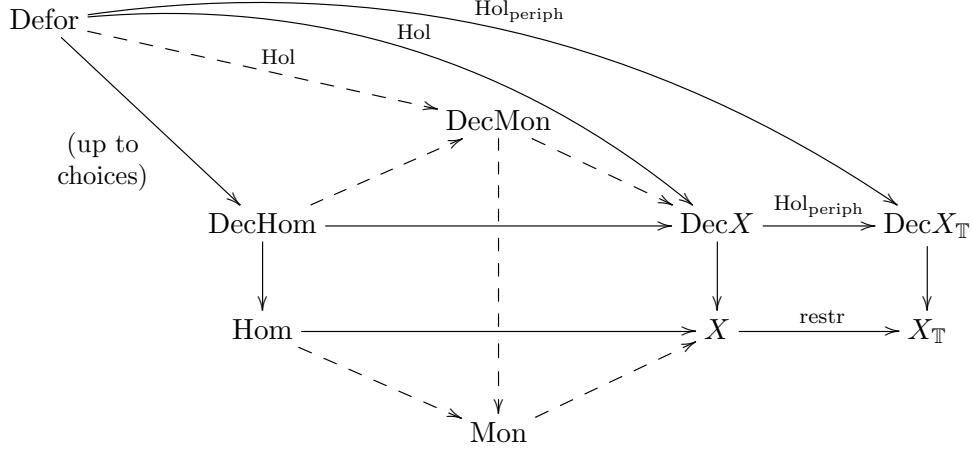 Hol_periph
Defor
Hol
Hol
DecMon
(up to
choices)
DecHom
DecX
Hol_periph
DecX_𝕋
Hom
X
restr
X_𝕋
Mon